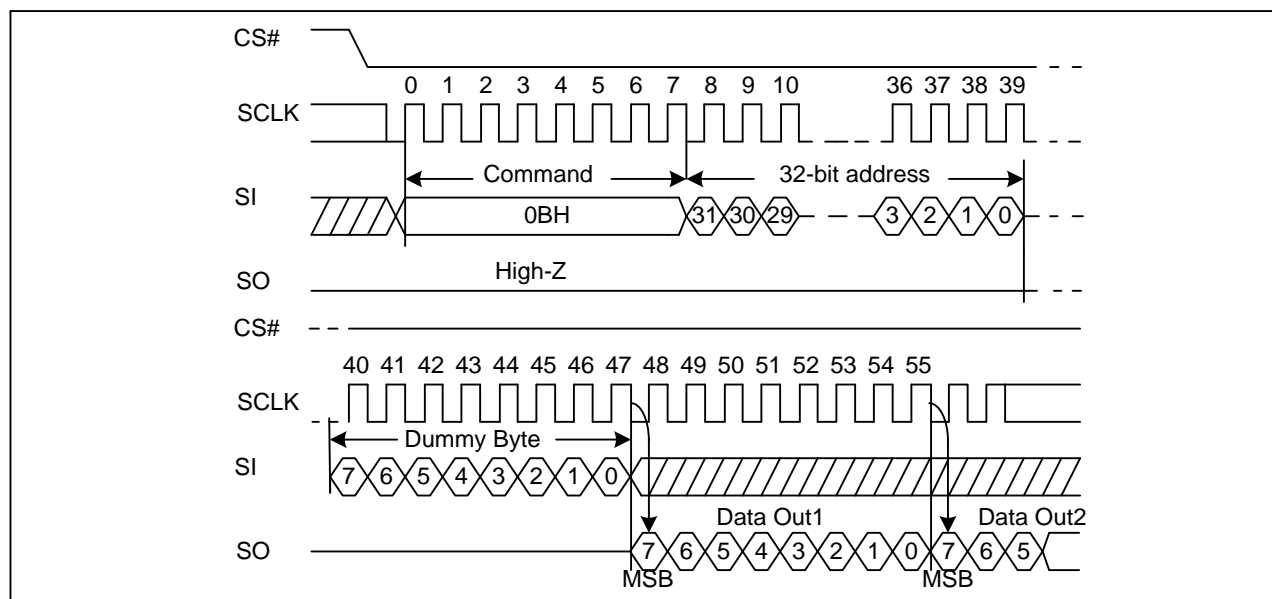 CS#
0 1 2 3 4 5 6 7 8 9 10 36 37 38 39
SCLK
Command 32-bit address
SI
0BH 31 30 29 3 2 1 0
High-Z
SO
CS#
40 41 42 43 44 45 46 47 48 49 50 51 52 53 54 55
SCLK
Dummy Byte
SI
7 6 5 4 3 2 1 0
Data Out1 Data Out2
SO
7 6 5 4 3 2 1 0 7 6 5
MSB MSB